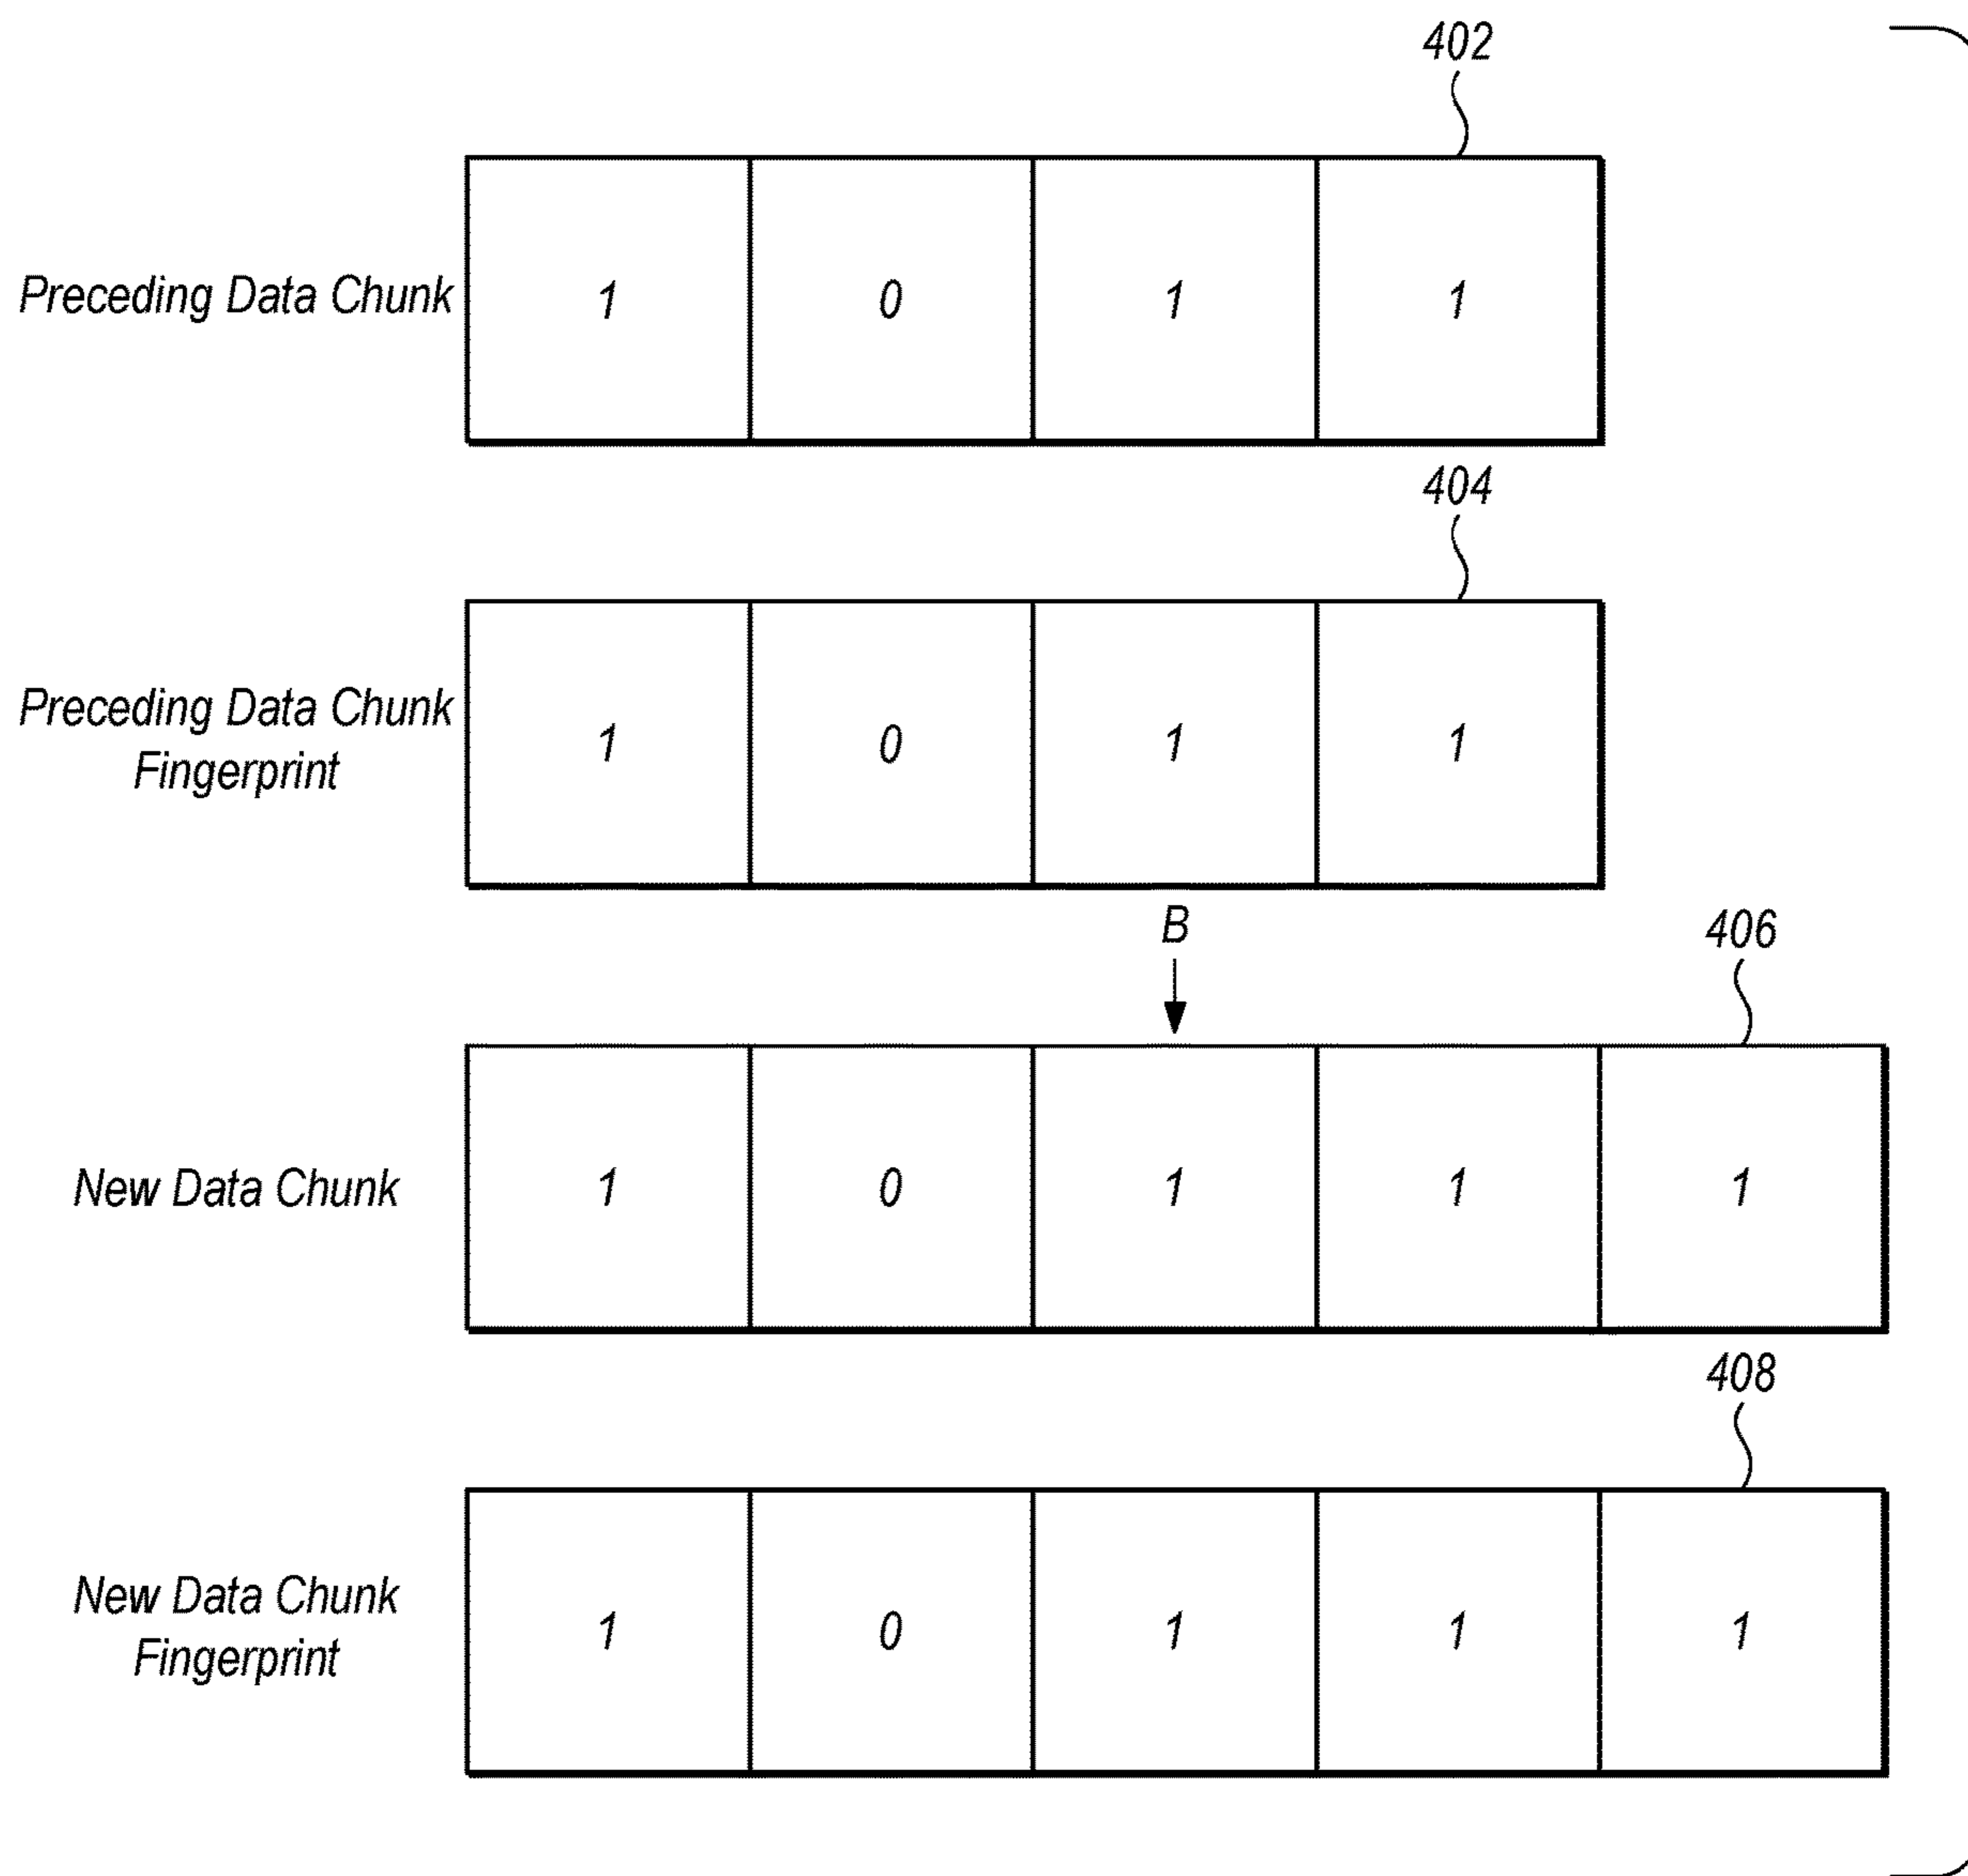 402
Preceding Data Chunk 1 0 1 1
404
Preceding Data Chunk
Fingerprint
1 0 1 1
B
406
New Data Chunk 1 0 1 1 1
408
New Data Chunk
Fingerprint
1 0 1 1 1